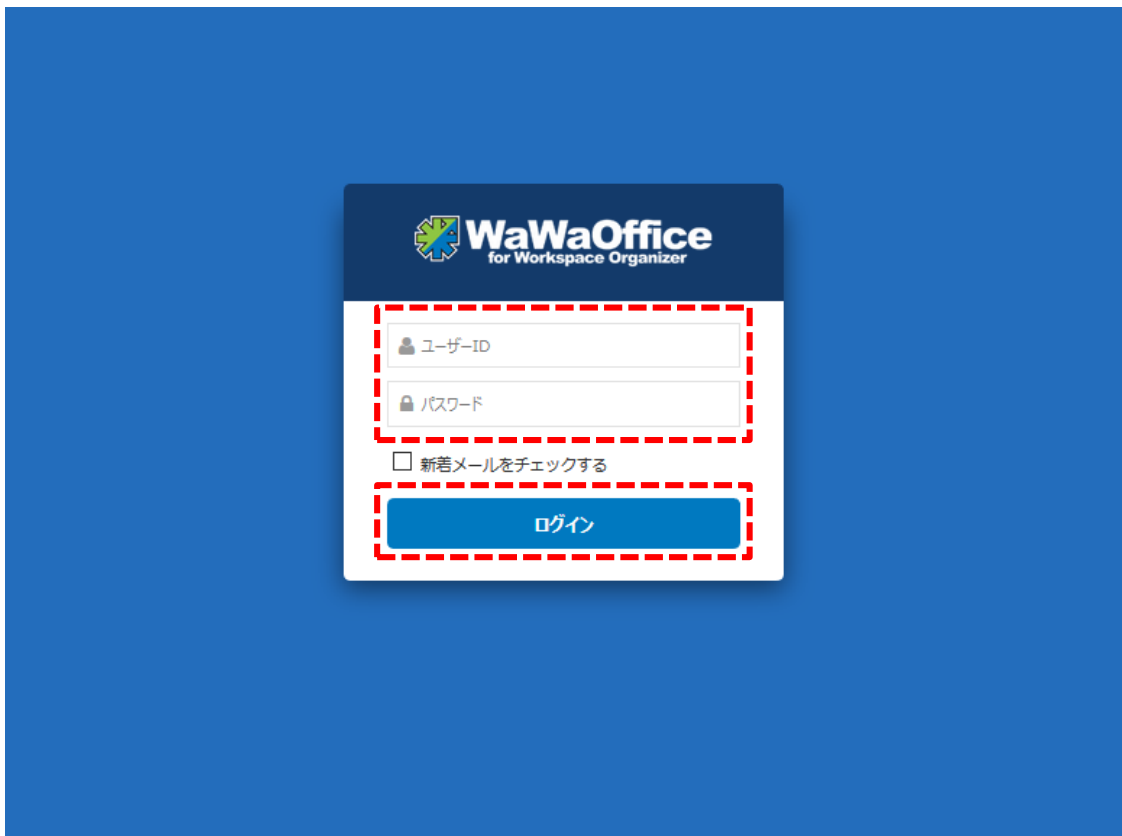 WaWaOffice
for Workspace Organizer
ユーザーID
パスワード
新着メールをチェックする
ログイン